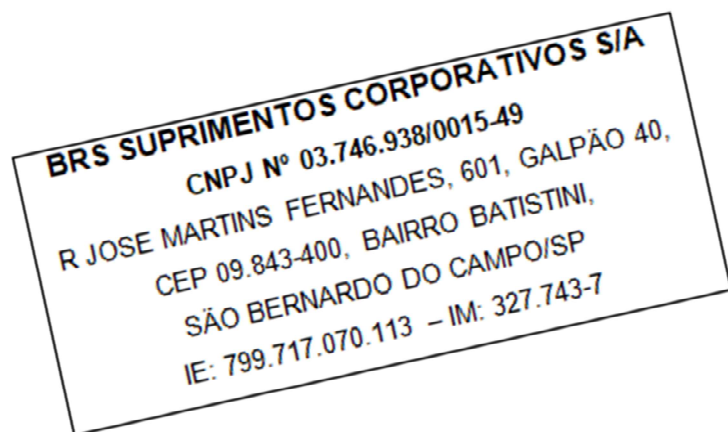 BRS SUPRIMENTOS CORPORATIVOS S/A
CNPJ Nº 03.746.938/0015-49
R JOSE MARTINS FERNANDES, 601, GALPÃO 40,
CEP 09.843-400, BAIRRO BATISTINI,
SÃO BERNARDO DO CAMPO/SP
IE: 799.717.070.113 – IM: 327.743-7